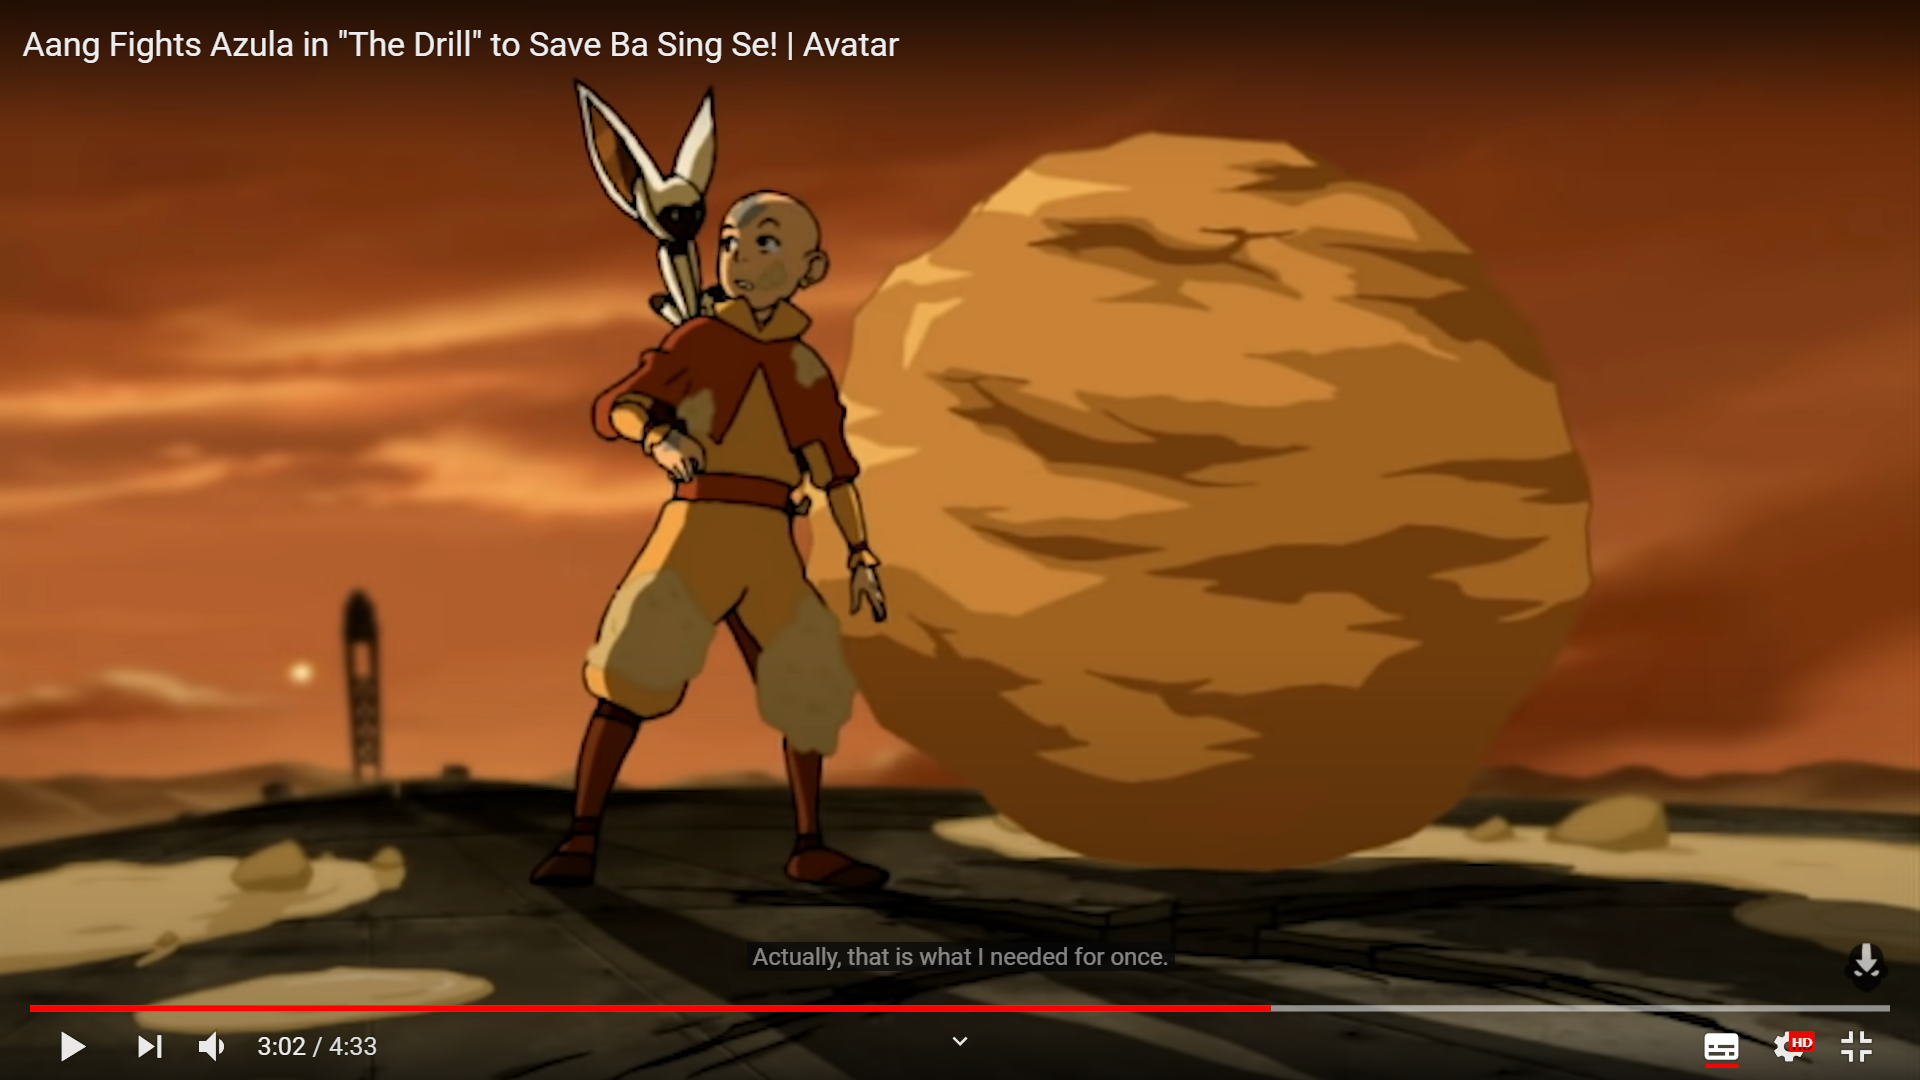 Aang Fights Azula in "The Drill" to Save Ba Sing Se! | Avatar
Actually, that is what I needed for once.
3:02 / 4:33
HD